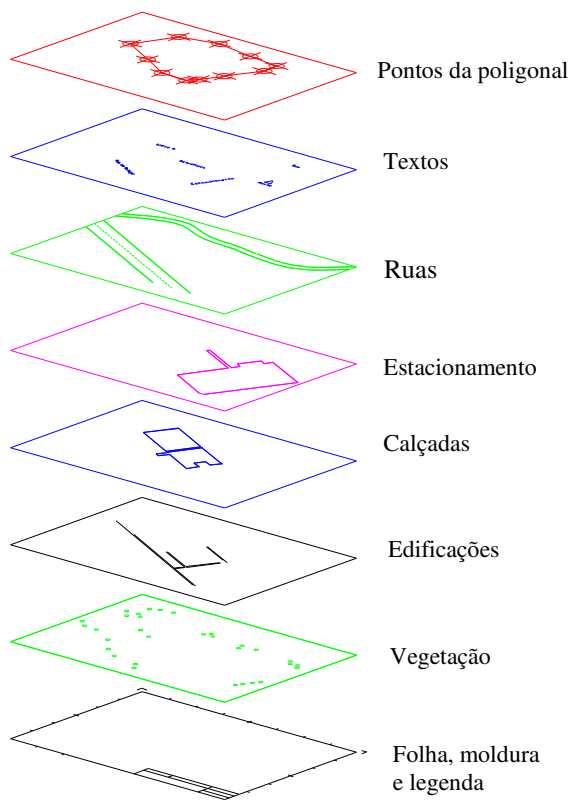 Pontos da poligonal
Textos
Ruas
Estacionamento
Calçadas
Edificações
Vegetação
Folha, moldura
e legenda